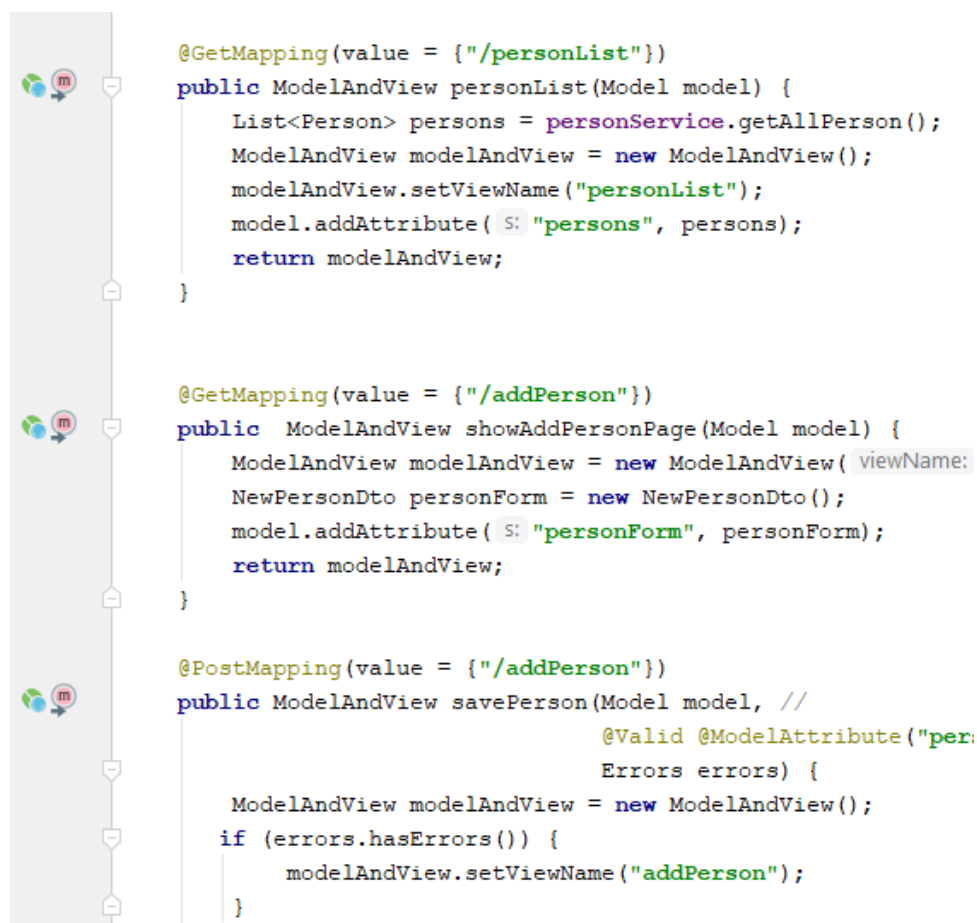 @GetMapping(value = {"/personList"})
m
public ModelAndView personList(Model model) {
List<Person> persons = personService.getAllPerson();
ModelAndView modelAndView = new ModelAndView();
modelAndView.setViewName("personList");
model.addAttribute( s: "persons", persons);
return modelAndView;
}
@GetMapping(value = {"/addPerson"})
m
public  ModelAndView showAddPersonPage(Model model) {
ModelAndView modelAndView = new ModelAndView( viewName:
NewPersonDto personForm = new NewPersonDto();
model.addAttribute( s: "personForm", personForm);
return modelAndView;
}
@PostMapping(value = {"/addPerson"})
m
public ModelAndView savePerson(Model model, //
@Valid @ModelAttribute("pers
Errors errors) {
ModelAndView modelAndView = new ModelAndView();
if (errors.hasErrors()) {
modelAndView.setViewName("addPerson");
}